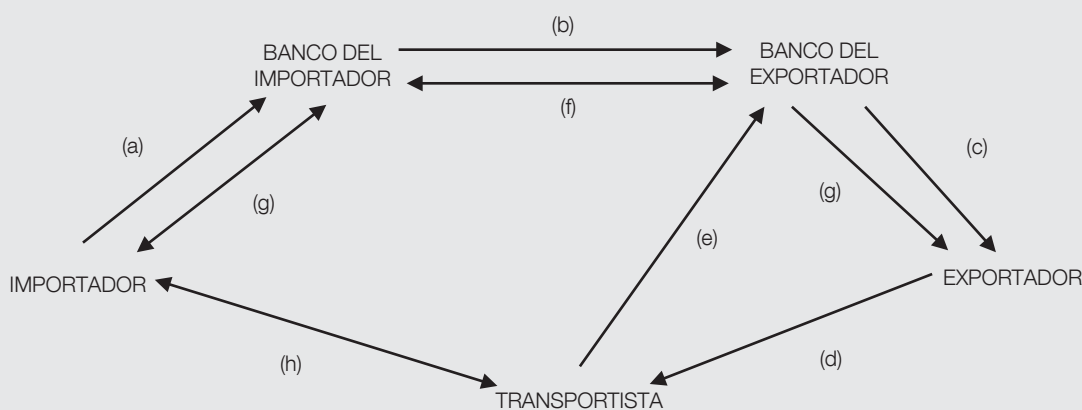 (b)
BANCO DEL
IMPORTADOR
BANCO DEL
EXPORTADOR
(f)
(a)
(c)
(g)
(g)
(e)
IMPORTADOR
EXPORTADOR
(h)
(d)
TRANSPORTISTA